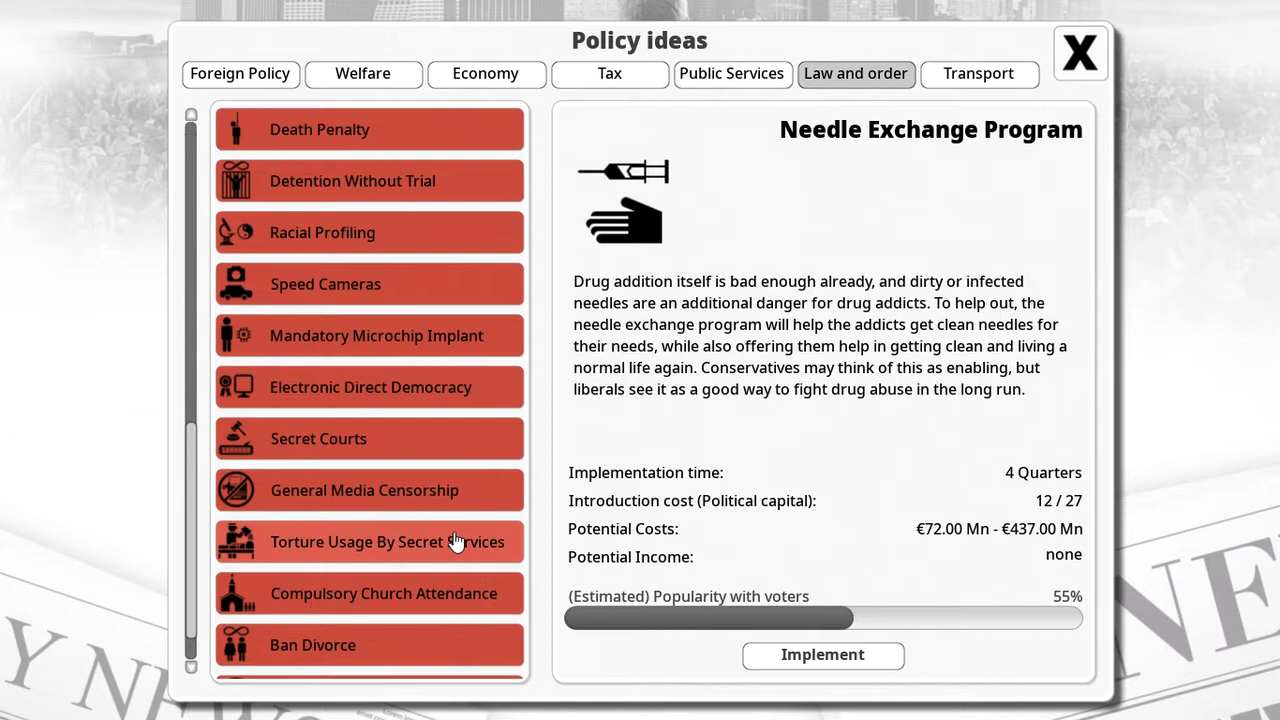 Policy ideas
X
Foreign Policy
Welfare
Economy
Tax
Public Services
Law and order
Transport
Death Penalty
Detention Without Trial
Racial Profiling
Speed Cameras
Mandatory Microchip Implant
Electronic Direct Democracy
Secret Courts
General Media Censorship
Torture Usage By Secret Services
Compulsory Church Attendance
Ban Divorce
Needle Exchange Program
Drug addition itself is bad enough already, and dirty or infected
needles are an additional danger for drug addicts. To help out, the
needle exchange program will help the addicts get clean needles for
their needs, while also offering them help in getting clean and living a
normal life again. Conservatives may think of this as enabling, but
liberals see it as a good way to fight drug abuse in the long run.
Implementation time: 4 Quarters
Introduction cost (Political capital): 12 / 27
Potential Costs: €72.00 Mn - €437.00 Mn
Potential Income: none
(Estimated) Popularity with voters 55%
Implement